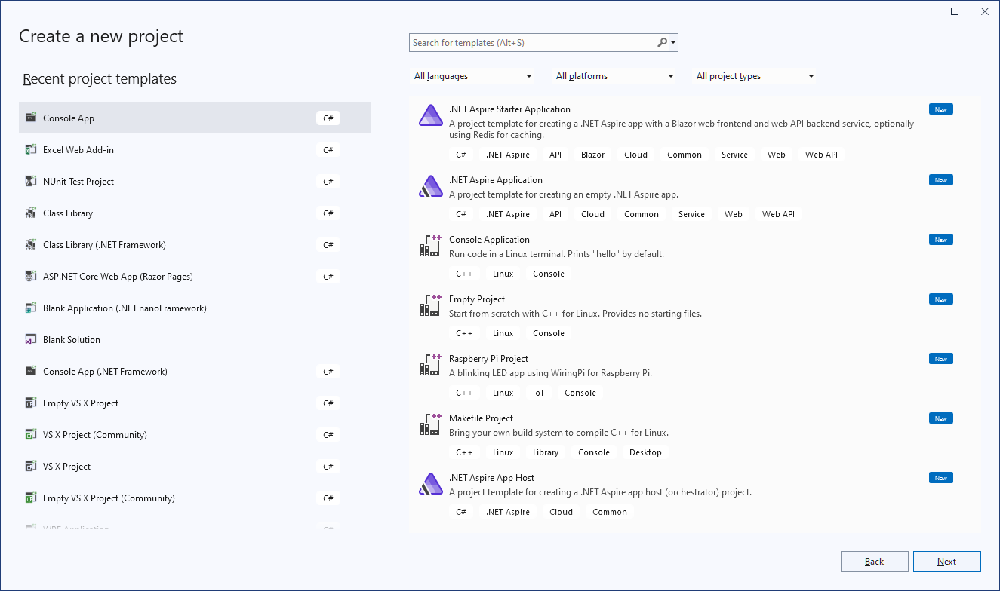 Create a new project
Search for templates (Alt+S)
Recent project templates
All languages
All platforms
All project types
Console App
C#
Excel Web Add-in
C#
NUnit Test Project
C#
Class Library
C#
Class Library (.NET Framework)
C#
ASP.NET Core Web App (Razor Pages)
C#
Blank Application (.NET nanoFramework)
Blank Solution
Console App (.NET Framework)
C#
Empty VSIX Project
C#
VSIX Project (Community)
C#
VSIX Project
C#
Empty VSIX Project (Community)
C#
WPF Application
C#
.NET Aspire Starter Application
New
A project template for creating a .NET Aspire app with a Blazor web frontend and web API backend service, optionally
using Redis for caching.
C# .NET Aspire API Blazor Cloud Common Service Web Web API
.NET Aspire Application
New
A project template for creating an empty .NET Aspire app.
C# .NET Aspire API Cloud Common Service Web Web API
Console Application
New
Run code in a Linux terminal. Prints "hello" by default.
C++ Linux Console
Empty Project
New
Start from scratch with C++ for Linux. Provides no starting files.
C++ Linux Console
Raspberry Pi Project
New
A blinking LED app using WiringPi for Raspberry Pi.
C++ Linux IoT Console
Makefile Project
New
Bring your own build system to compile C++ for Linux.
C++ Linux Library Console Desktop
.NET Aspire App Host
New
A project template for creating a .NET Aspire app host (orchestrator) project.
C# .NET Aspire Cloud Common
Back
Next